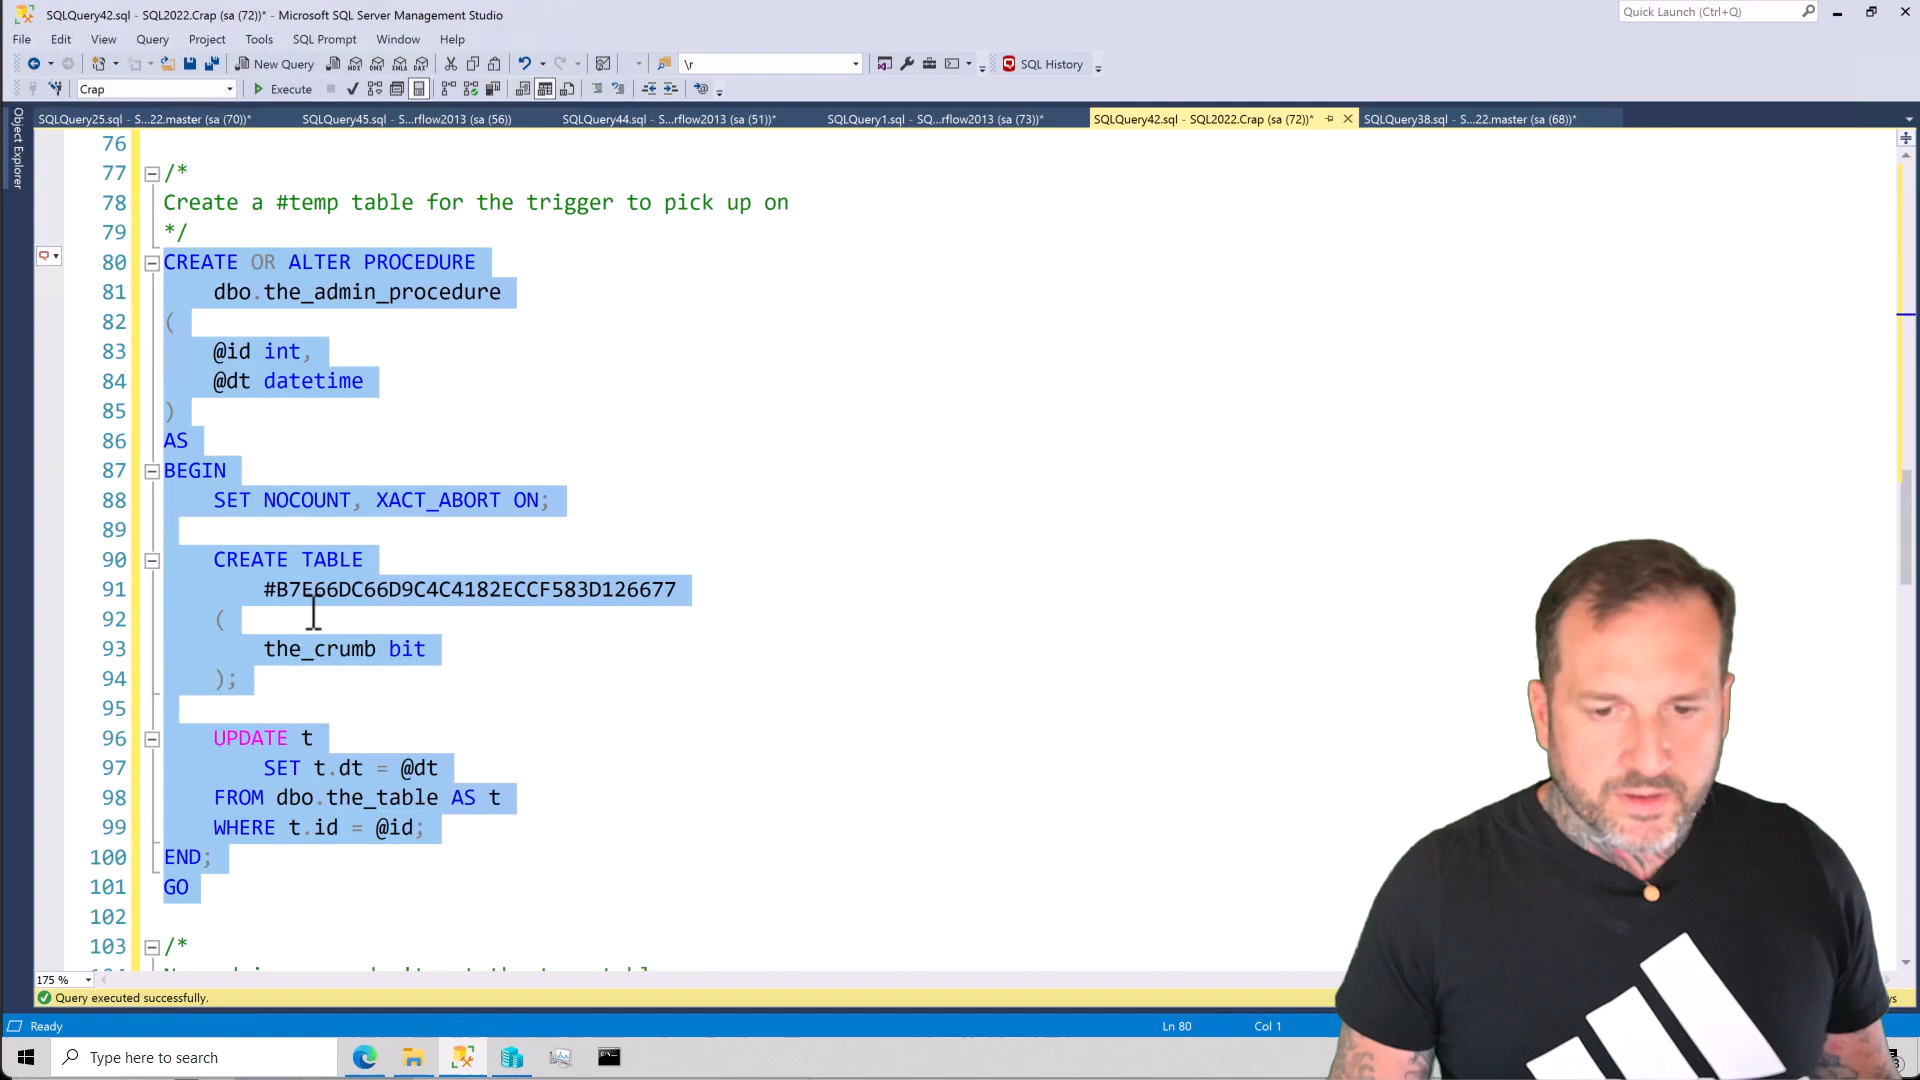 SQLQuery42.sql - SQL2022.Crap (sa (72))* - Microsoft SQL Server Management Studio
Quick Launch (Ctrl+Q)
File Edit View Query Project Tools SQL Prompt Window Help
New Query \r SQL History
Crap Execute
SQLQuery25.sql - S...22.master (sa (70))* SQLQuery45.sql - S...rflow2013 (sa (56)) SQLQuery44.sql - S...rflow2013 (sa (51))* SQLQuery1.sql - SQ...rflow2013 (sa (73))* SQLQuery42.sql - SQL2022.Crap (sa (72))* SQLQuery38.sql - S...22.master (sa (68))*
Object Explorer
76
77 /*
78 Create a #temp table for the trigger to pick up on
79 */
80 CREATE OR ALTER PROCEDURE
81 dbo.the_admin_procedure
82 (
83 @id int,
84 @dt datetime
85 )
86 AS
87 BEGIN
88 SET NOCOUNT, XACT_ABORT ON;
89
90 CREATE TABLE
91 #B7E66DC66D9C4C4182ECCF583D126677
92 (
93 the_crumb bit
94 );
95
96 UPDATE t
97 SET t.dt = @dt
98 FROM dbo.the_table AS t
99 WHERE t.id = @id;
100 END;
101 GO
102
103 /*
175 %
Query executed successfully.
Ready Ln 80 Col 1
Type here to search